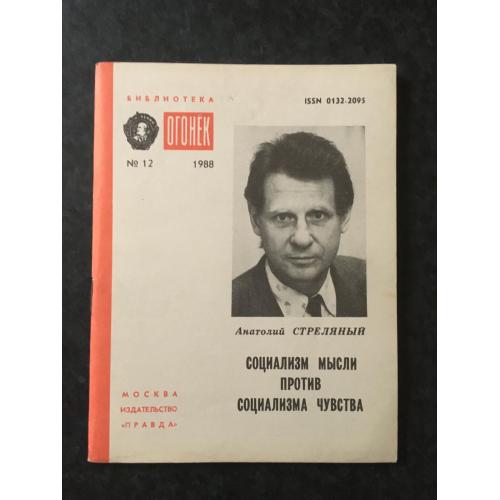 БИБЛИОТЕКА
ISSN 0132-2095
ОГОНЕК
№ 12 1988
Анатолий СТРЕЛЯНЫЙ
СОЦИАЛИЗМ МЫСЛИ
ПРОТИВ
СОЦИАЛИЗМА ЧУВСТВА
МОСКВА
ИЗДАТЕЛЬСТВО
«ПРАВДА»